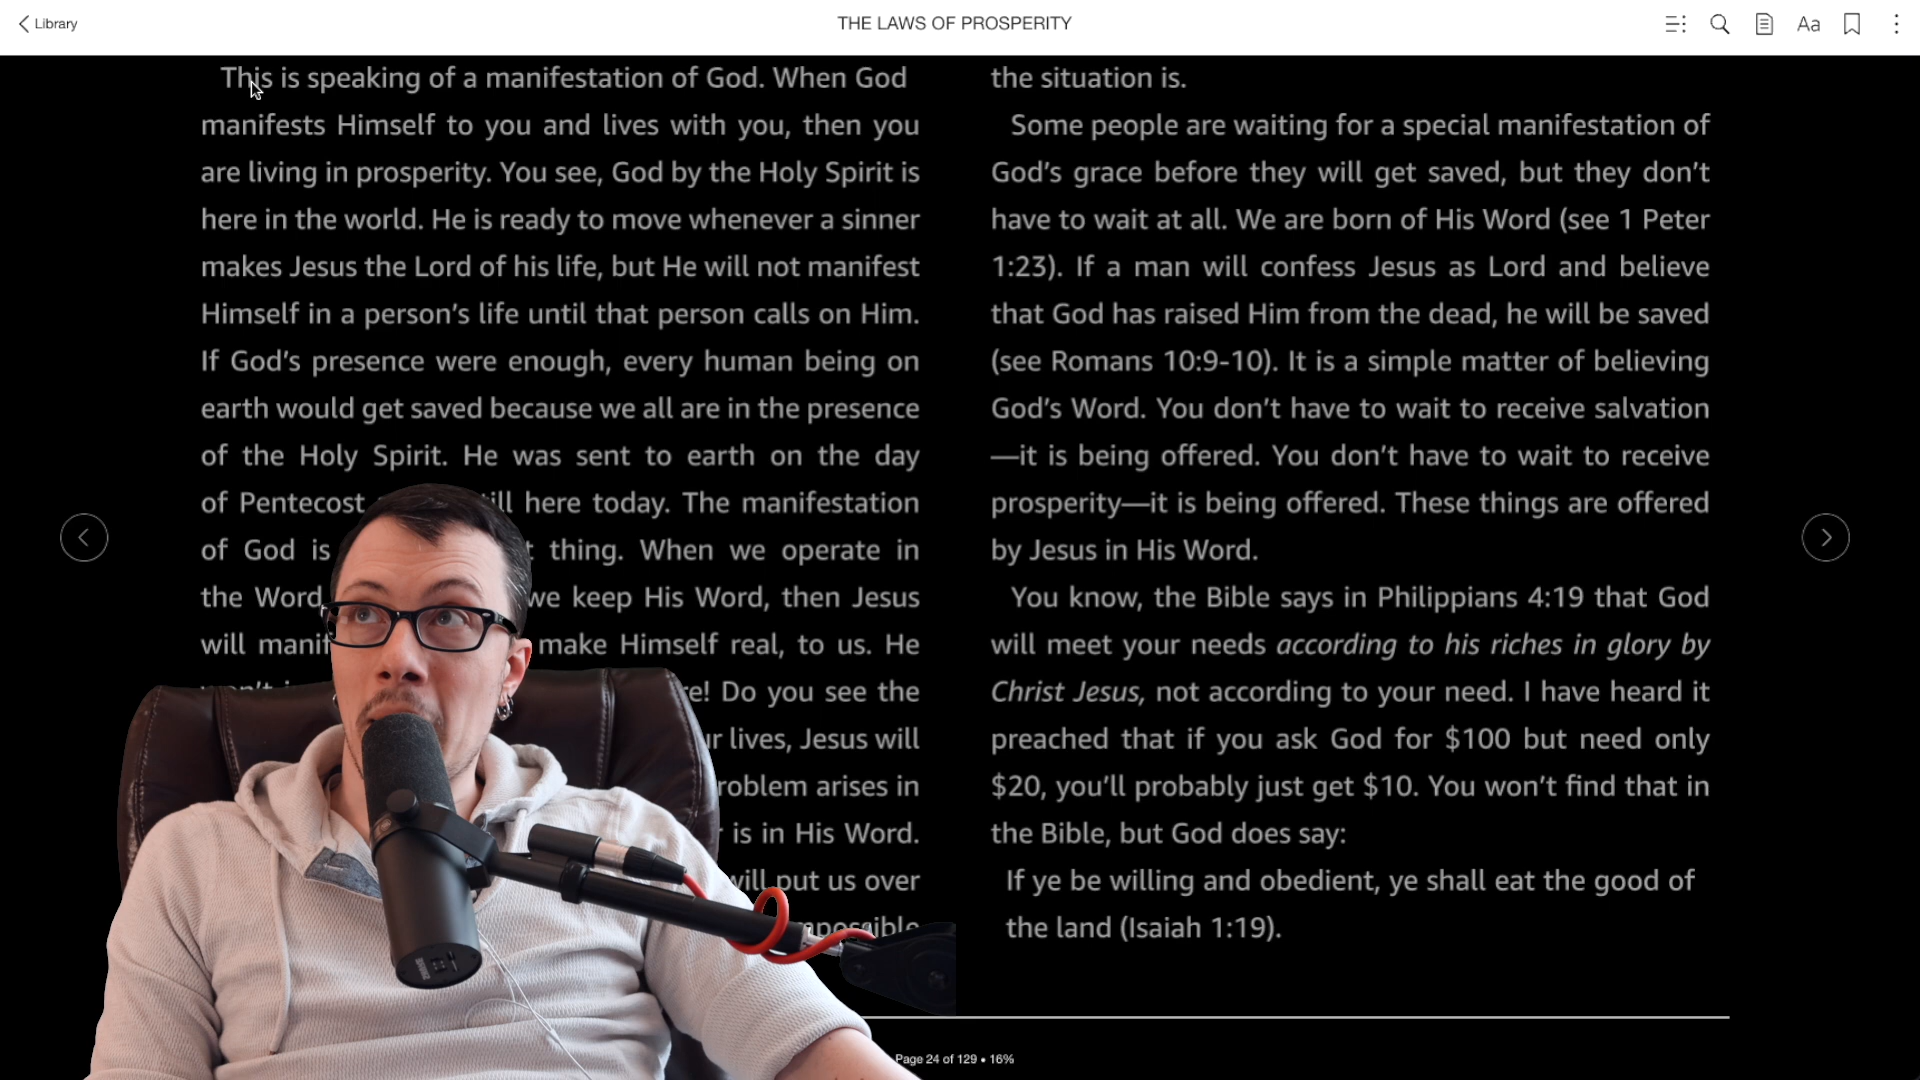 Library
THE LAWS OF PROSPERITY
Aa
This is speaking of a manifestation of God. When God
manifests Himself to you and lives with you, then you
are living in prosperity. You see, God by the Holy Spirit is
here in the world. He is ready to move whenever a sinner
makes Jesus the Lord of his life, but He will not manifest
Himself in a person's life until that person calls on Him.
If God's presence were enough, every human being on
earth would get saved because we all are in the presence
of the Holy Spirit. He was sent to earth on the day
of Pentecost here today. The manifestation
of God is thing. When we operate in
the Word we keep His Word, then Jesus
will make Himself real, to us. He
Do you see the
lives, Jesus will
arises in
is in His Word.
will put us over
the situation is.
Some people are waiting for a special manifestation of
God's grace before they will get saved, but they don't
have to wait at all. We are born of His Word (see 1 Peter
1:23). If a man will confess Jesus as Lord and believe
that God has raised Him from the dead, he will be saved
(see Romans 10:9-10). It is a simple matter of believing
God's Word. You don't have to wait to receive salvation
—it is being offered. You don't have to wait to receive
prosperity—it is being offered. These things are offered
by Jesus in His Word.
You know, the Bible says in Philippians 4:19 that God
will meet your needs according to his riches in glory by
Christ Jesus, not according to your need. I have heard it
preached that if you ask God for $100 but need only
$20, you'll probably just get $10. You won't find that in
the Bible, but God does say:
If ye be willing and obedient, ye shall eat the good of
the land (Isaiah 1:19).
Page 24 of 129 • 16%